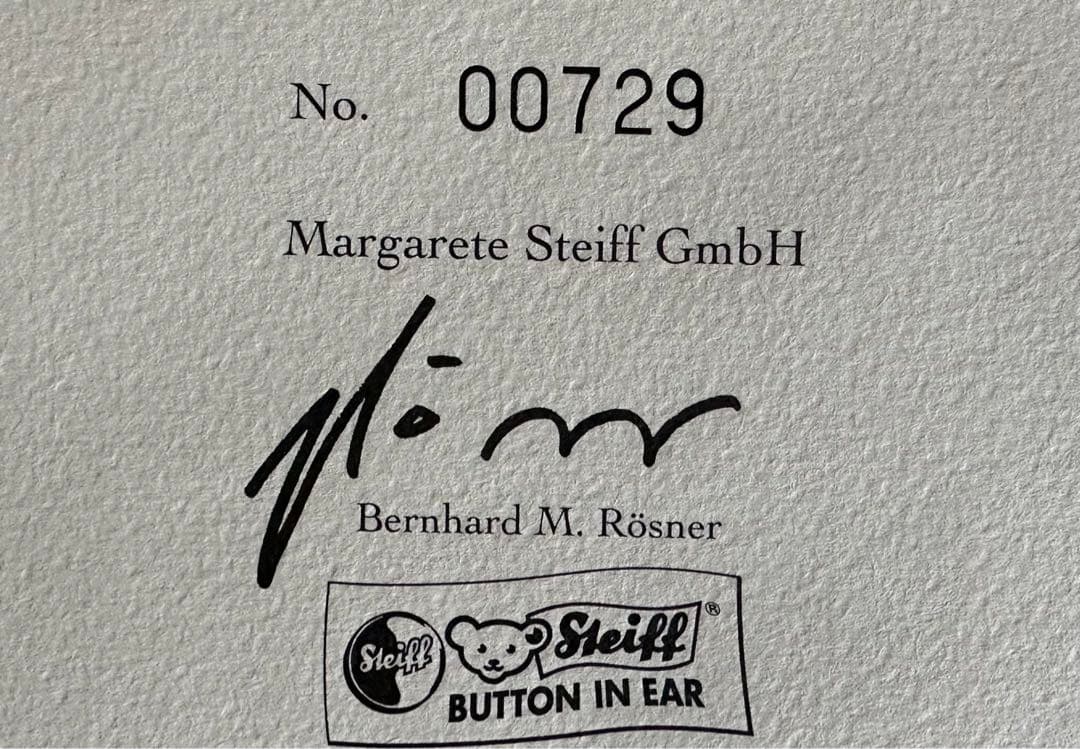 No. 00729
Margarete Steiff GmbH
Bernhard M. Rösner
Steiff Steiff®
BUTTON IN EAR